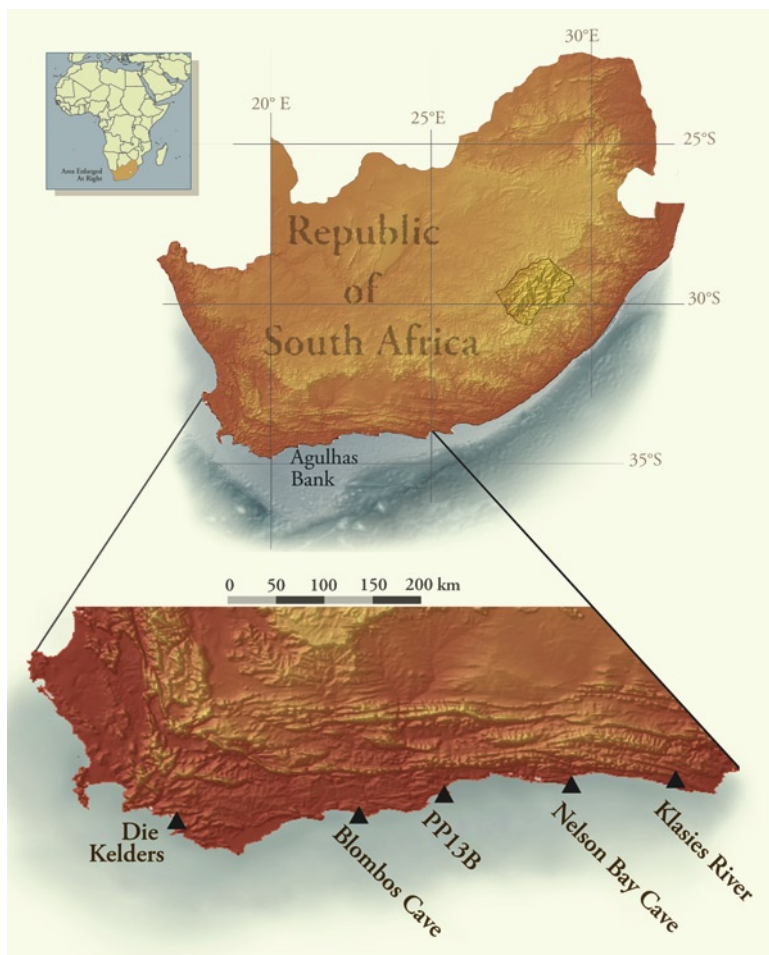 30°E
20° E
25°E
25°S
Area Enlarged
At Right
Republic
of
South Africa
30°S
35°S
Agulhas
Bank
0 50 100 150 200 km
Die
Kelders
Blombos Cave
PP13B
Nelson Bay Cave
Klasies River